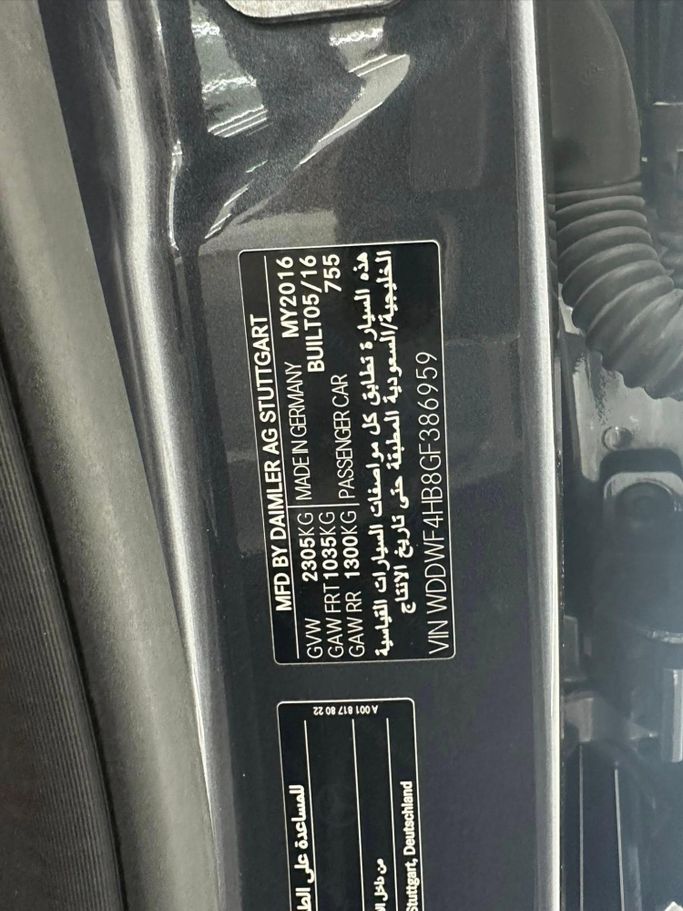 MFD BY DAIMLER AG STUTTGART
GVW 2305KG MADE IN GERMANY MY2016
GAW FRT 1035KG BUILT05/16
GAW RR 1300KG PASSENGER CAR 755
هذه السيارة تطابق كل مواصفات السيارات القياسية
الخليجية/السعودية المطبقة حتى تاريخ الانتاج
VIN WDDWF4HB8GF386959
A 001 817 80 22
للمساعدة على
من داخل
Stuttgart, Deutschland